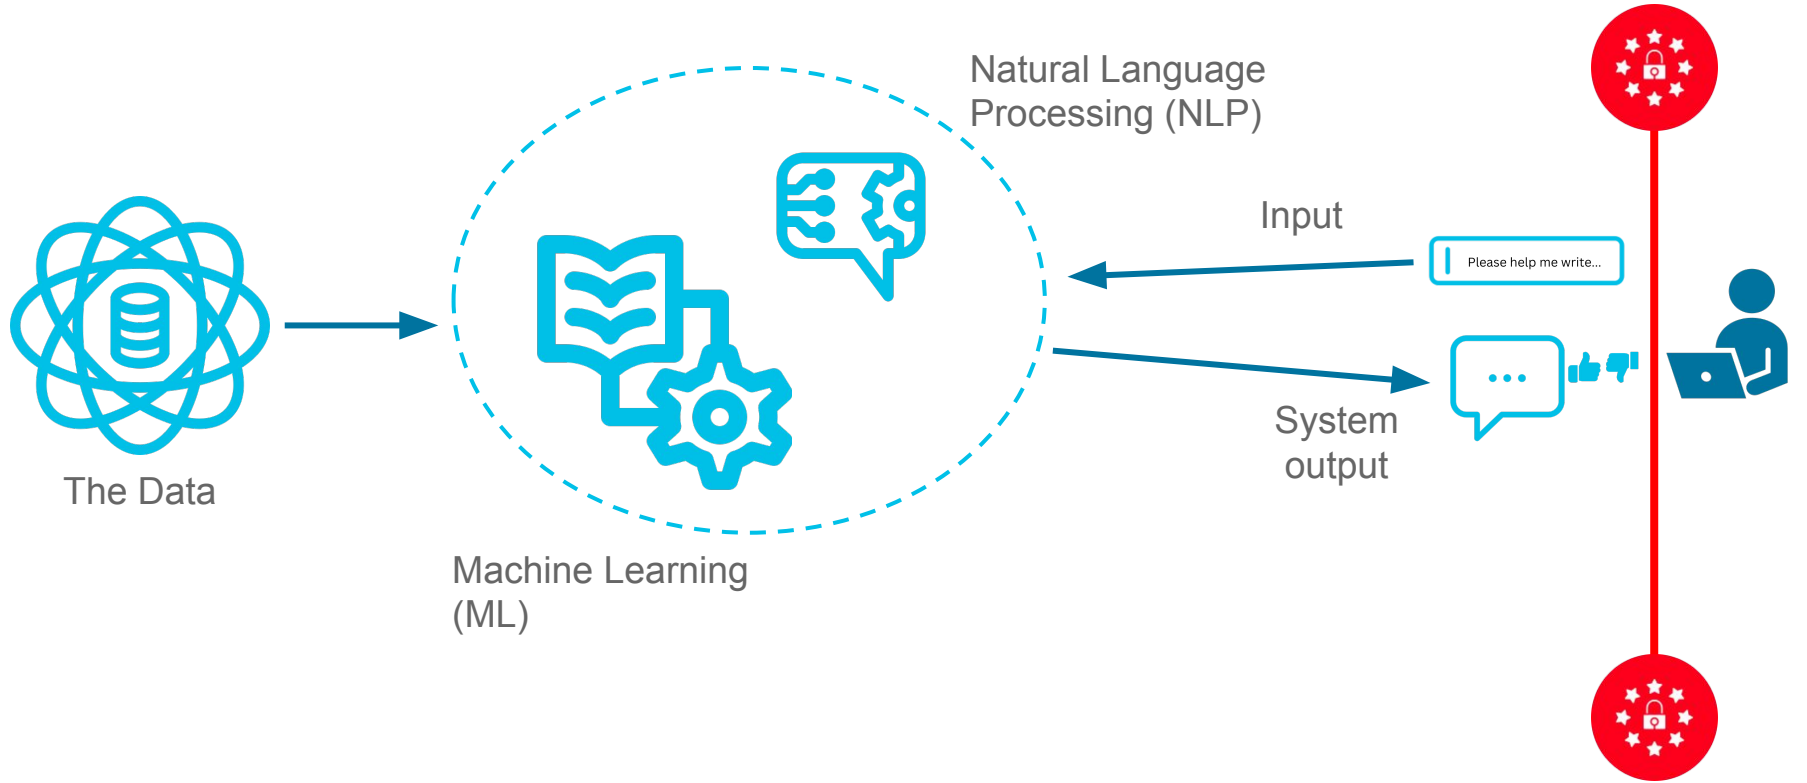 Natural Language
Processing (NLP)
Input
Please help me write...
The Data
System
output
Machine Learning
(ML)